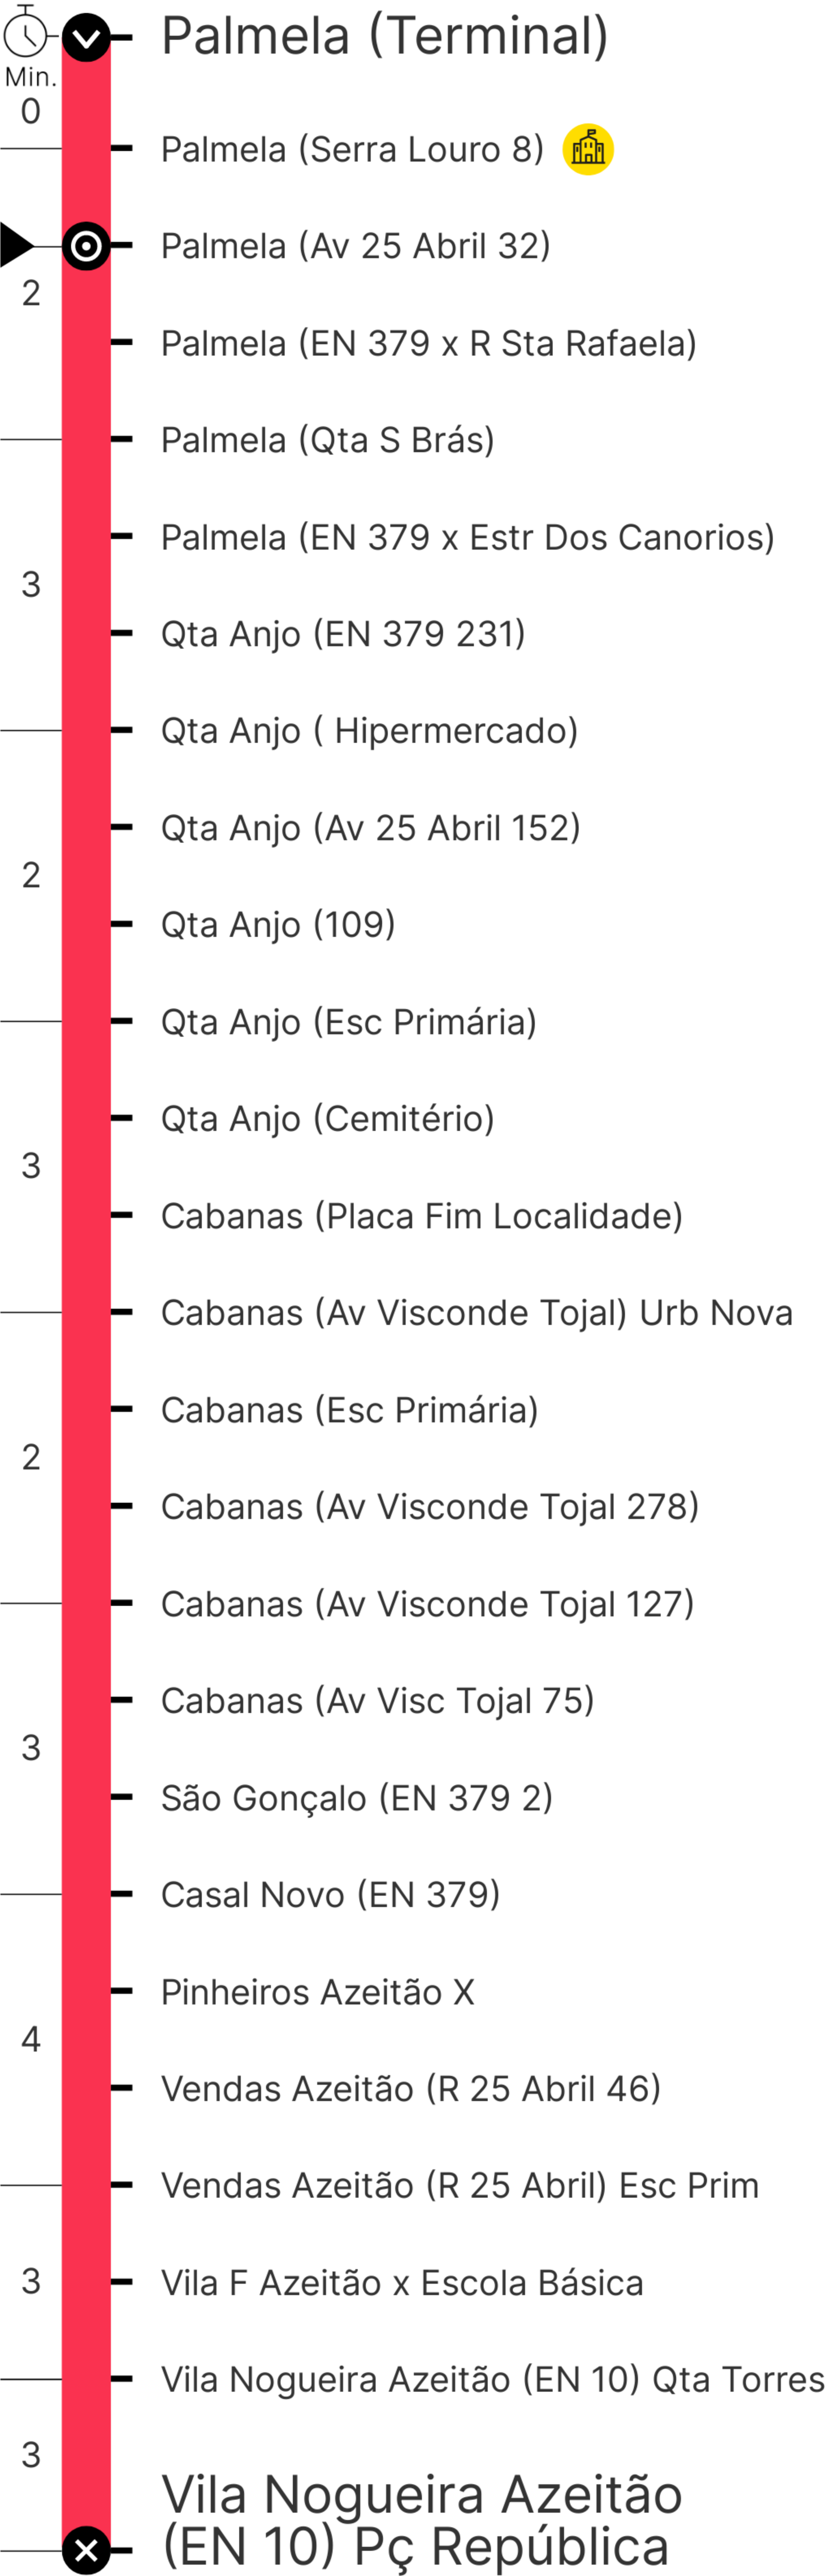 Palmela (Terminal)
Min.
0
Palmela (Serra Louro 8)
Palmela (Av 25 Abril 32)
2
Palmela (EN 379 x R Sta Rafaela)
Palmela (Qta S Brás)
Palmela (EN 379 x Estr Dos Canorios)
3
Qta Anjo (EN 379 231)
Qta Anjo ( Hipermercado)
Qta Anjo (Av 25 Abril 152)
2
Qta Anjo (109)
Qta Anjo (Esc Primária)
Qta Anjo (Cemitério)
3
Cabanas (Placa Fim Localidade)
Cabanas (Av Visconde Tojal) Urb Nova
Cabanas (Esc Primária)
2
Cabanas (Av Visconde Tojal 278)
Cabanas (Av Visconde Tojal 127)
Cabanas (Av Visc Tojal 75)
3
São Gonçalo (EN 379 2)
Casal Novo (EN 379)
Pinheiros Azeitão X
4
Vendas Azeitão (R 25 Abril 46)
Vendas Azeitão (R 25 Abril) Esc Prim
3
Vila F Azeitão x Escola Básica
Vila Nogueira Azeitão (EN 10) Qta Torres
3
Vila Nogueira Azeitão
(EN 10) Pç República